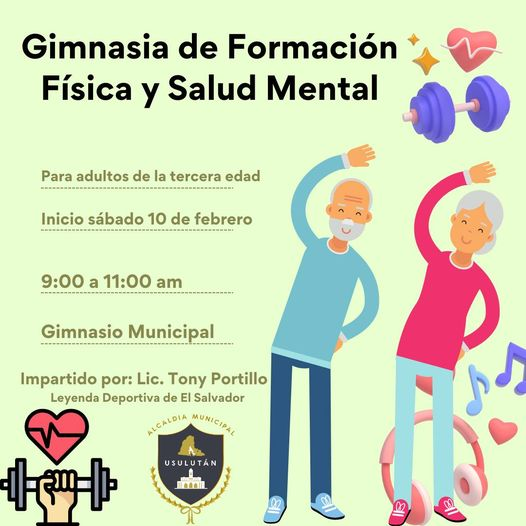 Gimnasia de Formación
Física y Salud Mental
Para adultos de la tercera edad
Inicio sábado 10 de febrero
9:00 a 11:00 am
Gimnasio Municipal
Impartido por: Lic. Tony Portillo
Leyenda Deportiva de El Salvador
ALCALDIA MUNICIPAL
USULUTÁN